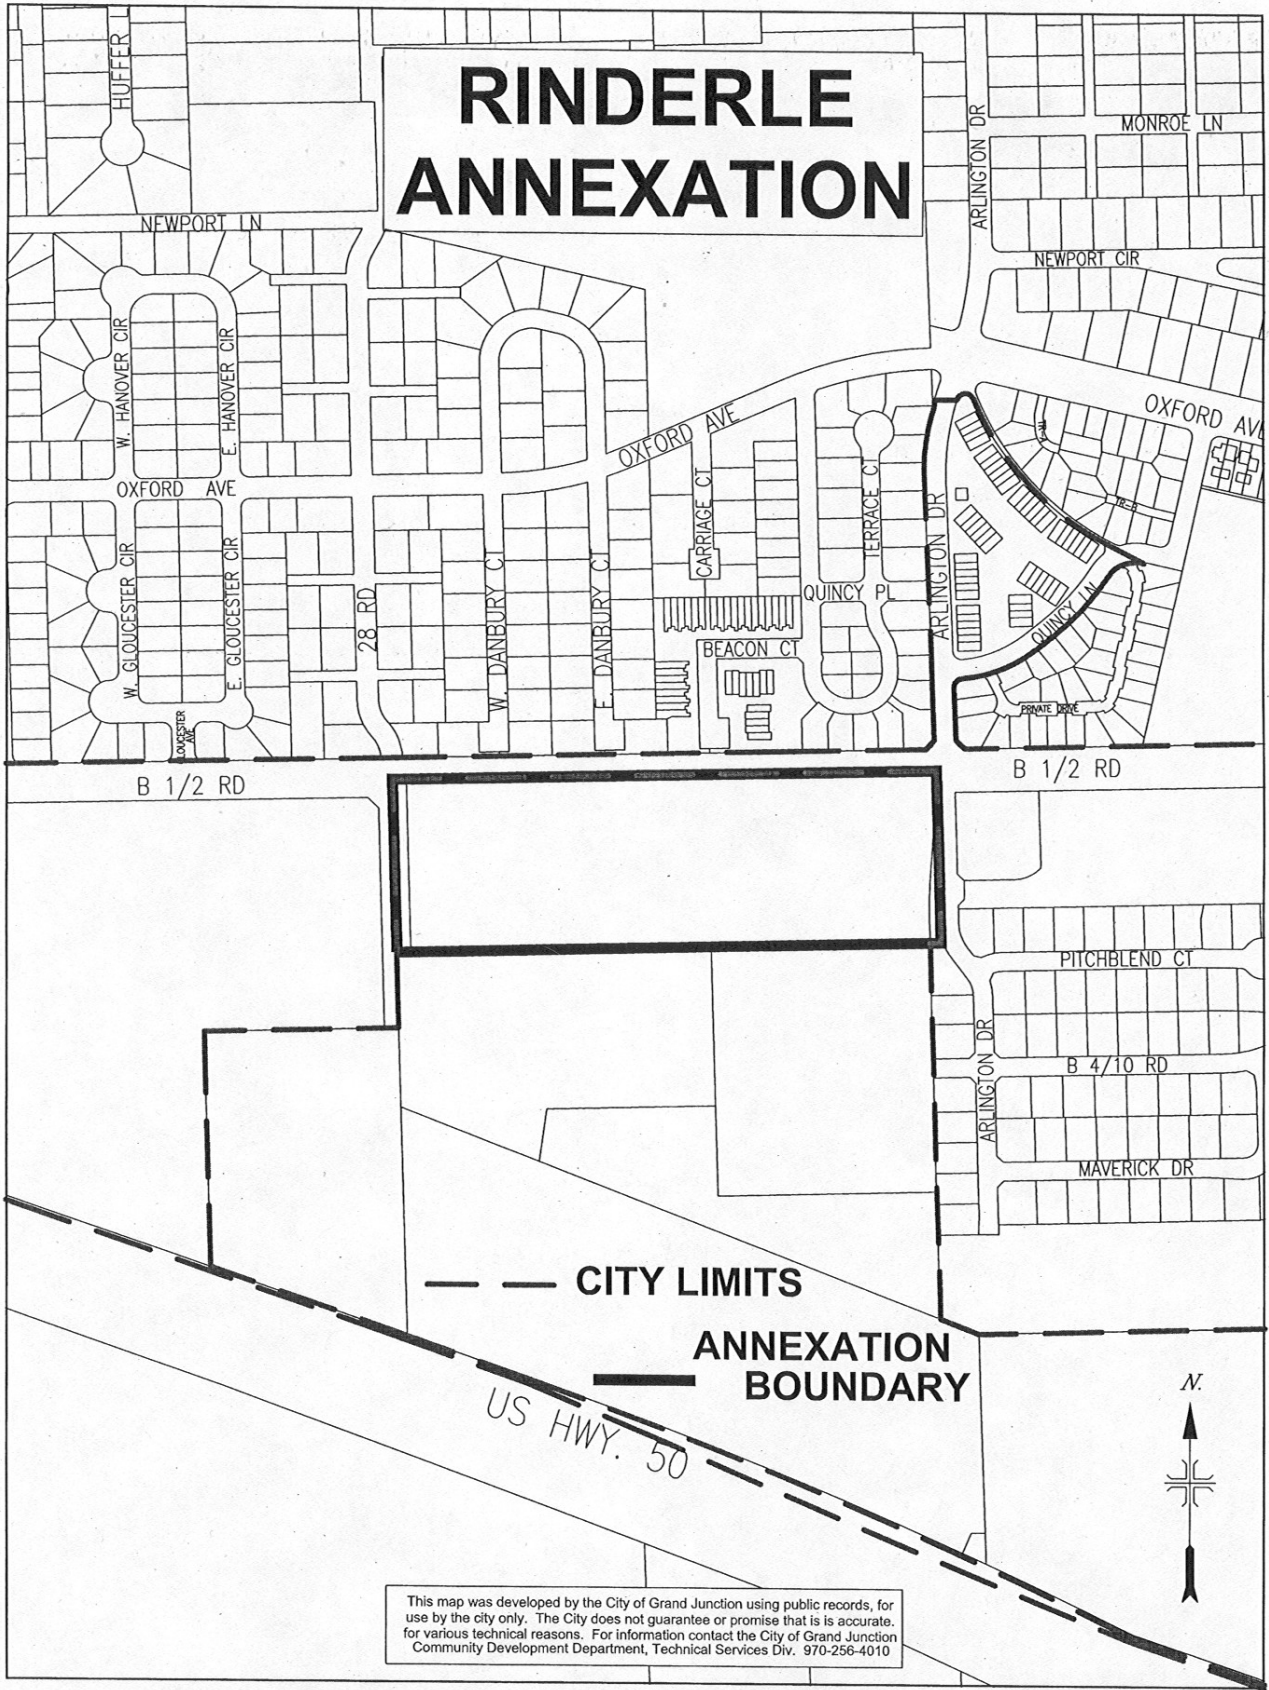 RINDERLE
ANNEXATION
HUFFER
ARLINGTON DR
MONROE LN
NEWPORT LN
NEWPORT CIR
W. HANOVER CIR
E. HANOVER CIR
OXFORD AVE
OXFORD AVE
OXFORD AVE
TR-A
TR-B
CARRIAGE CT
TERRACE CT
ARLINGTON DR
W. GLOUCESTER CIR
E. GLOUCESTER CIR
28 RD
W. DANBURY CT
E. DANBURY CT
QUINCY PL
QUINCY LN
BEACON CT
GLOUCESTER
AVE
PRIVATE DRIVE
B 1/2 RD
B 1/2 RD
PITCHBLEND CT
ARLINGTON DR
B 4/10 RD
MAVERICK DR
CITY LIMITS
ANNEXATION
BOUNDARY
US HWY. 50
N.
This map was developed by the City of Grand Junction using public records, for
use by the city only. The City does not guarantee or promise that is is accurate.
for various technical reasons. For information contact the City of Grand Junction
Community Development Department, Technical Services Div. 970-256-4010